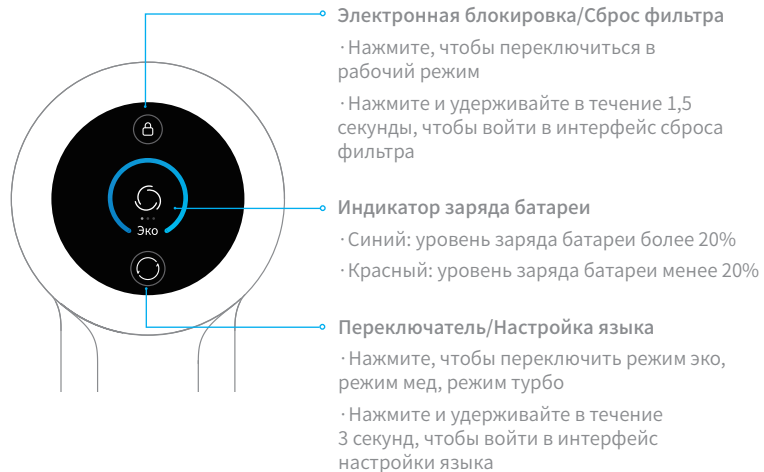 Электронная блокировка/Сброс фильтра
·Нажмите, чтобы переключиться в
рабочий режим
·Нажмите и удерживайте в течение 1,5
секунды, чтобы войти в интерфейс сброса
фильтра
Эко
Индикатор заряда батареи
·Синий: уровень заряда батареи более 20%
·Красный: уровень заряда батареи менее 20%
Переключатель/Настройка языка
·Нажмите, чтобы переключить режим эко,
режим мед, режим турбо
·Нажмите и удерживайте в течение
3 секунд, чтобы войти в интерфейс
настройки языка